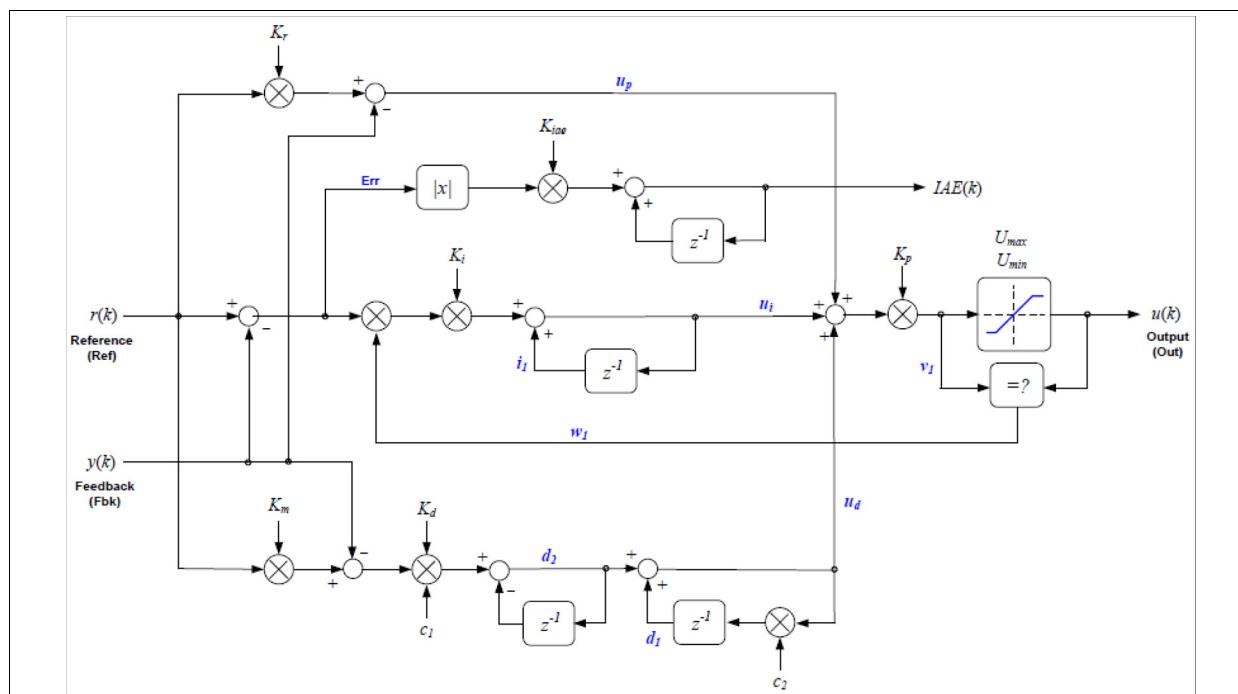 Kr
+
−
up
Kiae
Err
|x|
+
IAE(k)
+
z-1
Ki
Kp
Umax
Umin
r(k)
Reference
(Ref)
+
−
+
ui
+
+
+
u(k)
Output
(Out)
+
i1
z-1
v1
=?
w1
y(k)
Feedback
(Fbk)
Km
Kd
ud
−
+
+
d2
+
−
+
z-1
c1
d1
z-1
c2